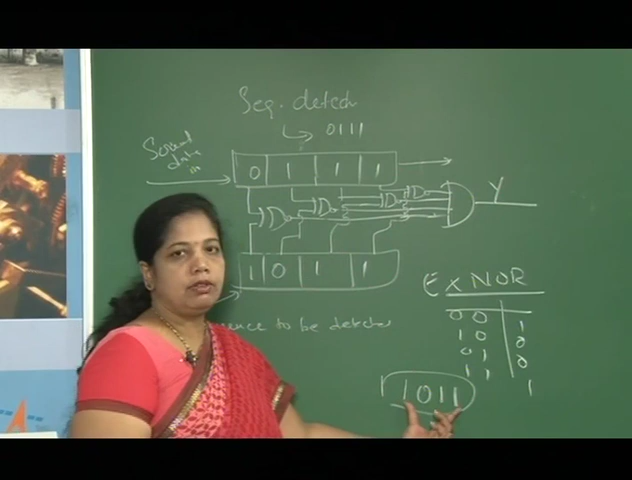 Seq. detech
0111
Serial
data
in
0 1 1 1
Y
1 0 1 1
ence to be detected
EXNOR
0 0 1
1 0 0
0 1 0
1 1 1
1011